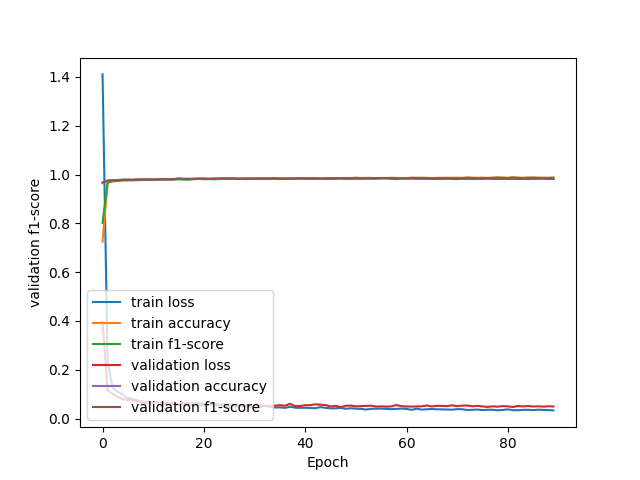 1.4
1.2
1.0
0.8
0.6
0.4
0.2
0.0
validation f1-score
train loss
train accuracy
train f1-score
validation loss
validation accuracy
validation f1-score
0 20 40 60 80
Epoch